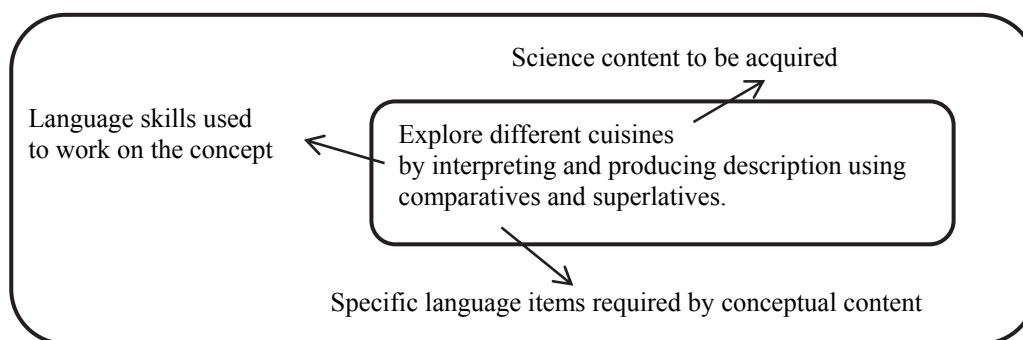 Science content to be acquired
Language skills used
to work on the concept
Explore different cuisines
by interpreting and producing description using
comparatives and superlatives.
Specific language items required by conceptual content